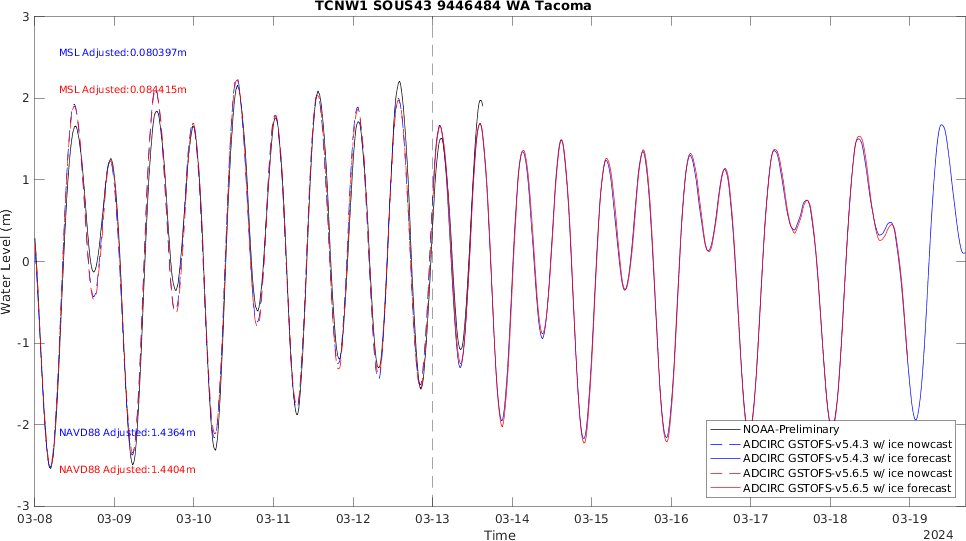 TCNW1 SOUS43 9446484 WA Tacoma
MSL Adjusted:0.080397m
MSL Adjusted:0.084415m
NAVD88 Adjusted:1.4364m
NAVD88 Adjusted:1.4404m
Water Level (m)
3
2
1
0
-1
-2
-3
NOAA-Preliminary
ADCIRC GSTOFS-v5.4.3 w/ ice nowcast
ADCIRC GSTOFS-v5.4.3 w/ ice forecast
ADCIRC GSTOFS-v5.6.5 w/ ice nowcast
ADCIRC GSTOFS-v5.6.5 w/ ice forecast
03-08 03-09 03-10 03-11 03-12 03-13 03-14 03-15 03-16 03-17 03-18 03-19
Time
2024